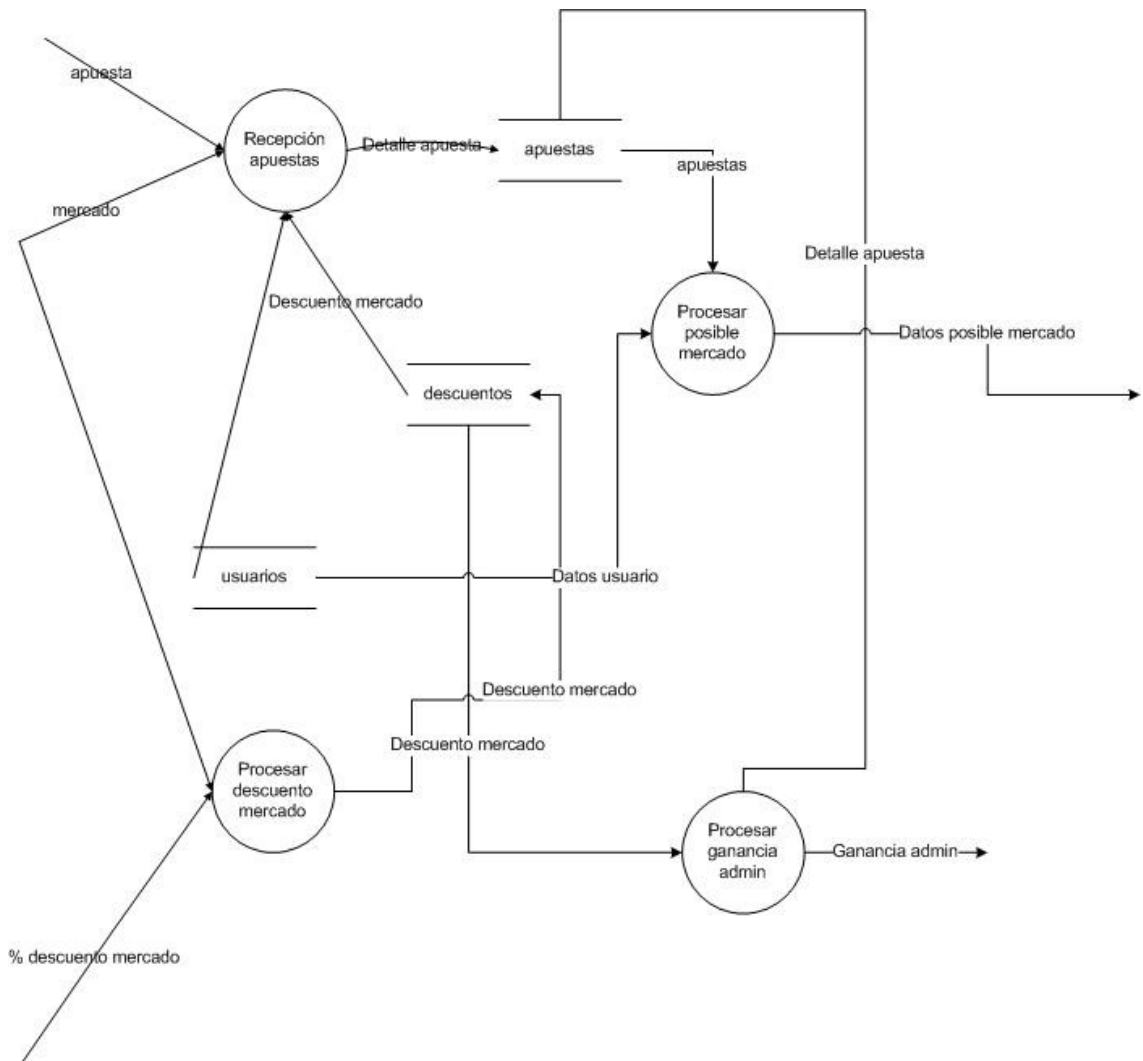 apuesta
Recepción
apuestas
Detalle apuesta
apuestas
apuestas
mercado
Detalle apuesta
Descuento mercado
Procesar
posible
mercado
Datos posible mercado
descuentos
usuarios
Datos usuario
Descuento mercado
Descuento mercado
Procesar
descuento
mercado
Procesar
ganancia
admin
Ganancia admin
% descuento mercado